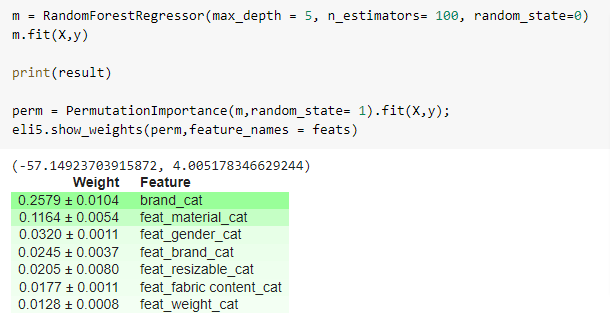 m = RandomForestRegressor(max_depth = 5, n_estimators= 100, random_state=0)
m.fit(X,y)
print(result)
perm = PermutationImportance(m,random_state= 1).fit(X,y);
eli5.show_weights(perm,feature_names = feats)
(-57.14923703915872, 4.005178346629244)
Weight Feature
0.2579 ± 0.0104 brand_cat
0.1164 ± 0.0054 feat_material_cat
0.0320 ± 0.0011 feat_gender_cat
0.0245 ± 0.0037 feat_brand_cat
0.0205 ± 0.0080 feat_resizable_cat
0.0177 ± 0.0011 feat_fabric content_cat
0.0128 ± 0.0008 feat_weight_cat